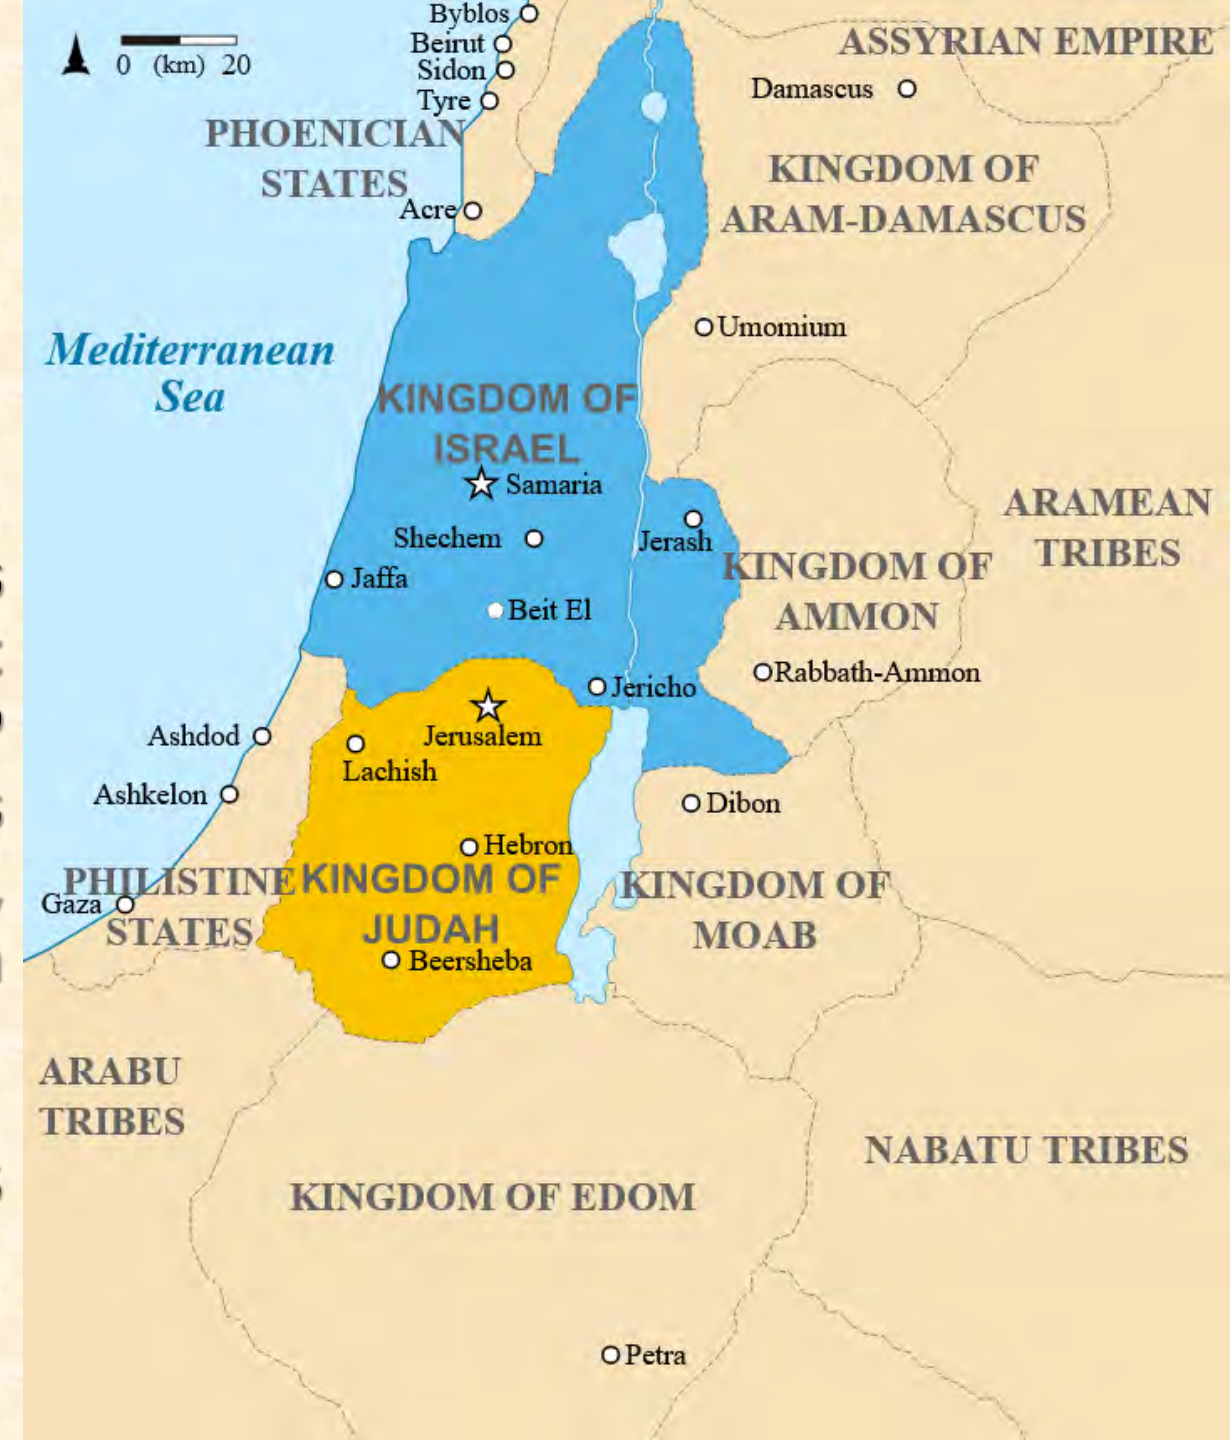 Byblos
Beirut
Sidon
Tyre
0 (km) 20
ASSYRIAN EMPIRE
Damascus
PHOENICIAN
STATES
Acre
KINGDOM OF
ARAM-DAMASCUS
Mediterranean
Sea
Umomium
KINGDOM OF
ISRAEL
Samaria
Shechem
Jerash
Jaffa
Beit El
ARAMEAN
TRIBES
KINGDOM OF
AMMON
Rabbath-Ammon
Jericho
Jerusalem
Ashdod
Lachish
Ashkelon
Dibon
Hebron
PHILISTINE
STATES
Gaza
KINGDOM OF
JUDAH
Beersheba
KINGDOM OF
MOAB
ARABU
TRIBES
NABATU TRIBES
KINGDOM OF EDOM
Petra